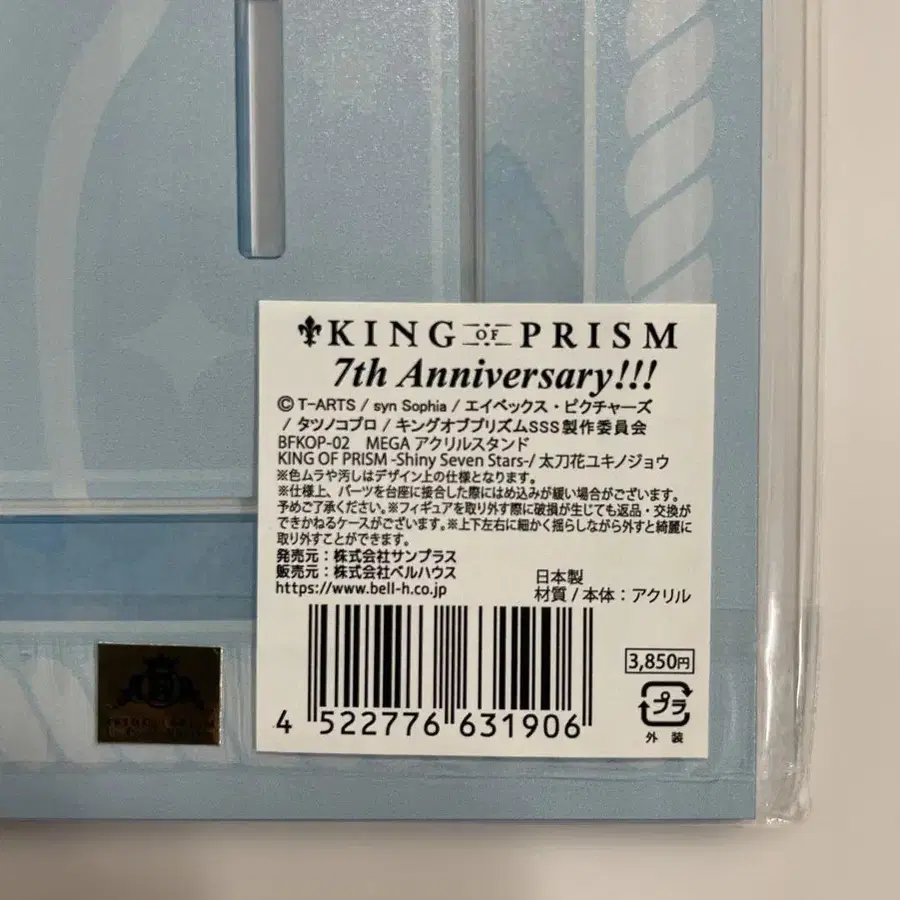 KING OF PRISM
7th Anniversary!!!
© T-ARTS / syn Sophia / エイベックス・ピクチャーズ
/ タツノコプロ / キングオブプリズムSSS製作委員会
BFKOP-02 MEGA アクリルスタンド
KING OF PRISM -Shiny Seven Stars-/ 太刀花ユキノジョウ
※色ムラや汚しはデザイン上の仕様となります。
※仕様上、パーツを台座に接合した際にはめ込みが緩い場合がございます。
予めご了承ください。※フィギュアを取り外す際に破損が生じても返品・交換が
できかねるケースがございます。※上下左右に細かく揺らしながら外すと綺麗に
取り外すことができます。
発売元：株式会社サンプラス
販売元：株式会社ベルハウス
https://www.bell-h.co.jp
日本製
材質 / 本体：アクリル
3,850円
プラ
外装
4 522776 631906